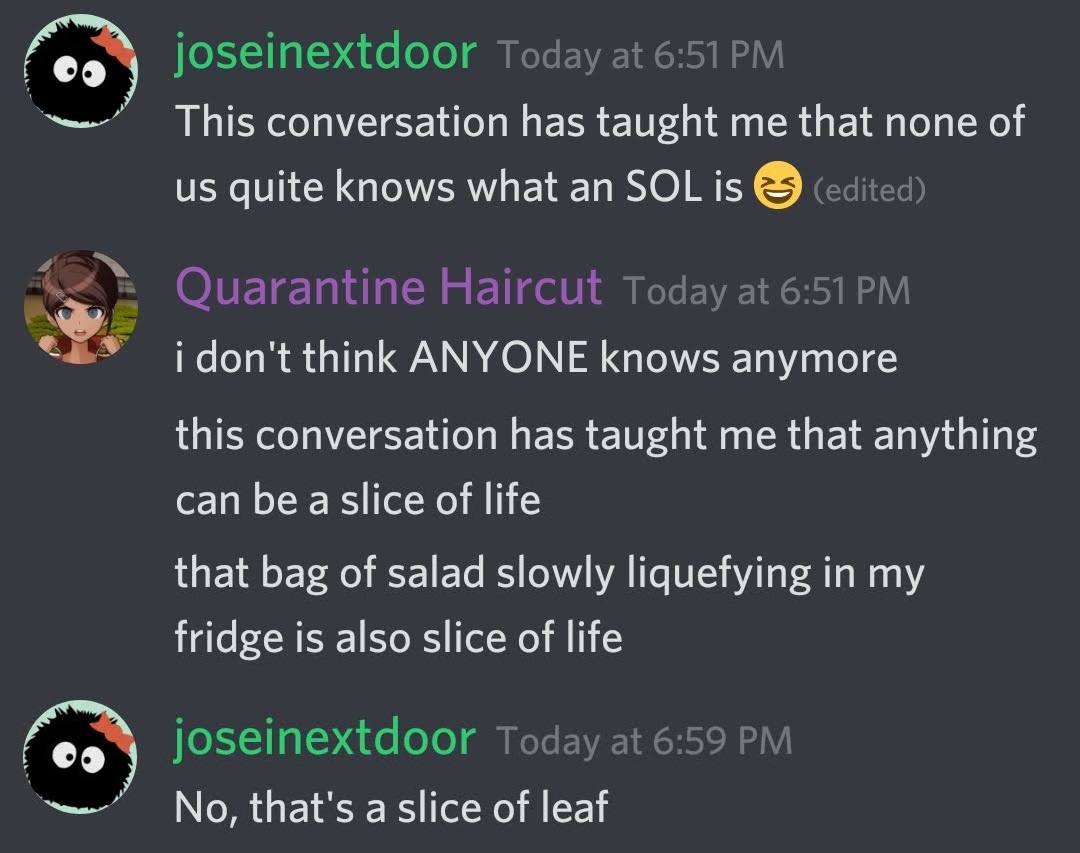 joseinextdoor Today at 6:51 PM
This conversation has taught me that none of
us quite knows what an SOL is 😆 (edited)
Quarantine Haircut Today at 6:51 PM
i don't think ANYONE knows anymore
this conversation has taught me that anything
can be a slice of life
that bag of salad slowly liquefying in my
fridge is also slice of life
joseinextdoor Today at 6:59 PM
No, that's a slice of leaf